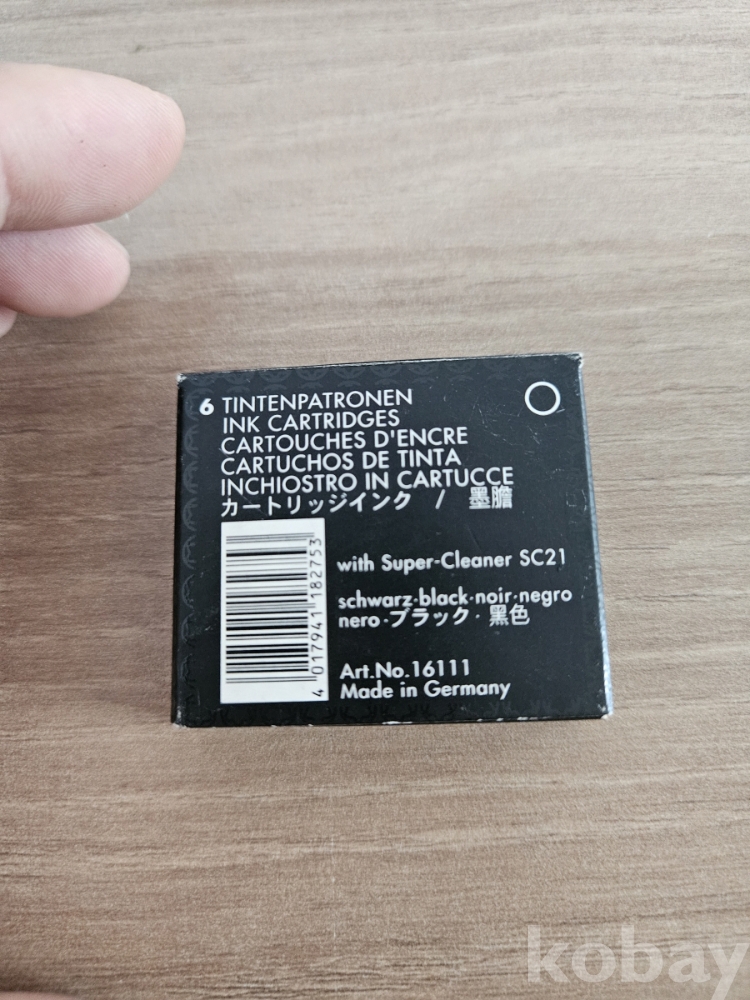 6 TINTENPATRONEN
INK CARTRIDGES
CARTOUCHES D'ENCRE
CARTUCHOS DE TINTA
INCHIOSTRO IN CARTUCCE
カートリッジインク / 墨膽
with Super-Cleaner SC21
schwarz·black·noir·negro
nero·ブラック·黑色
4 017941 182753
Art.No.16111
Made in Germany
kobay